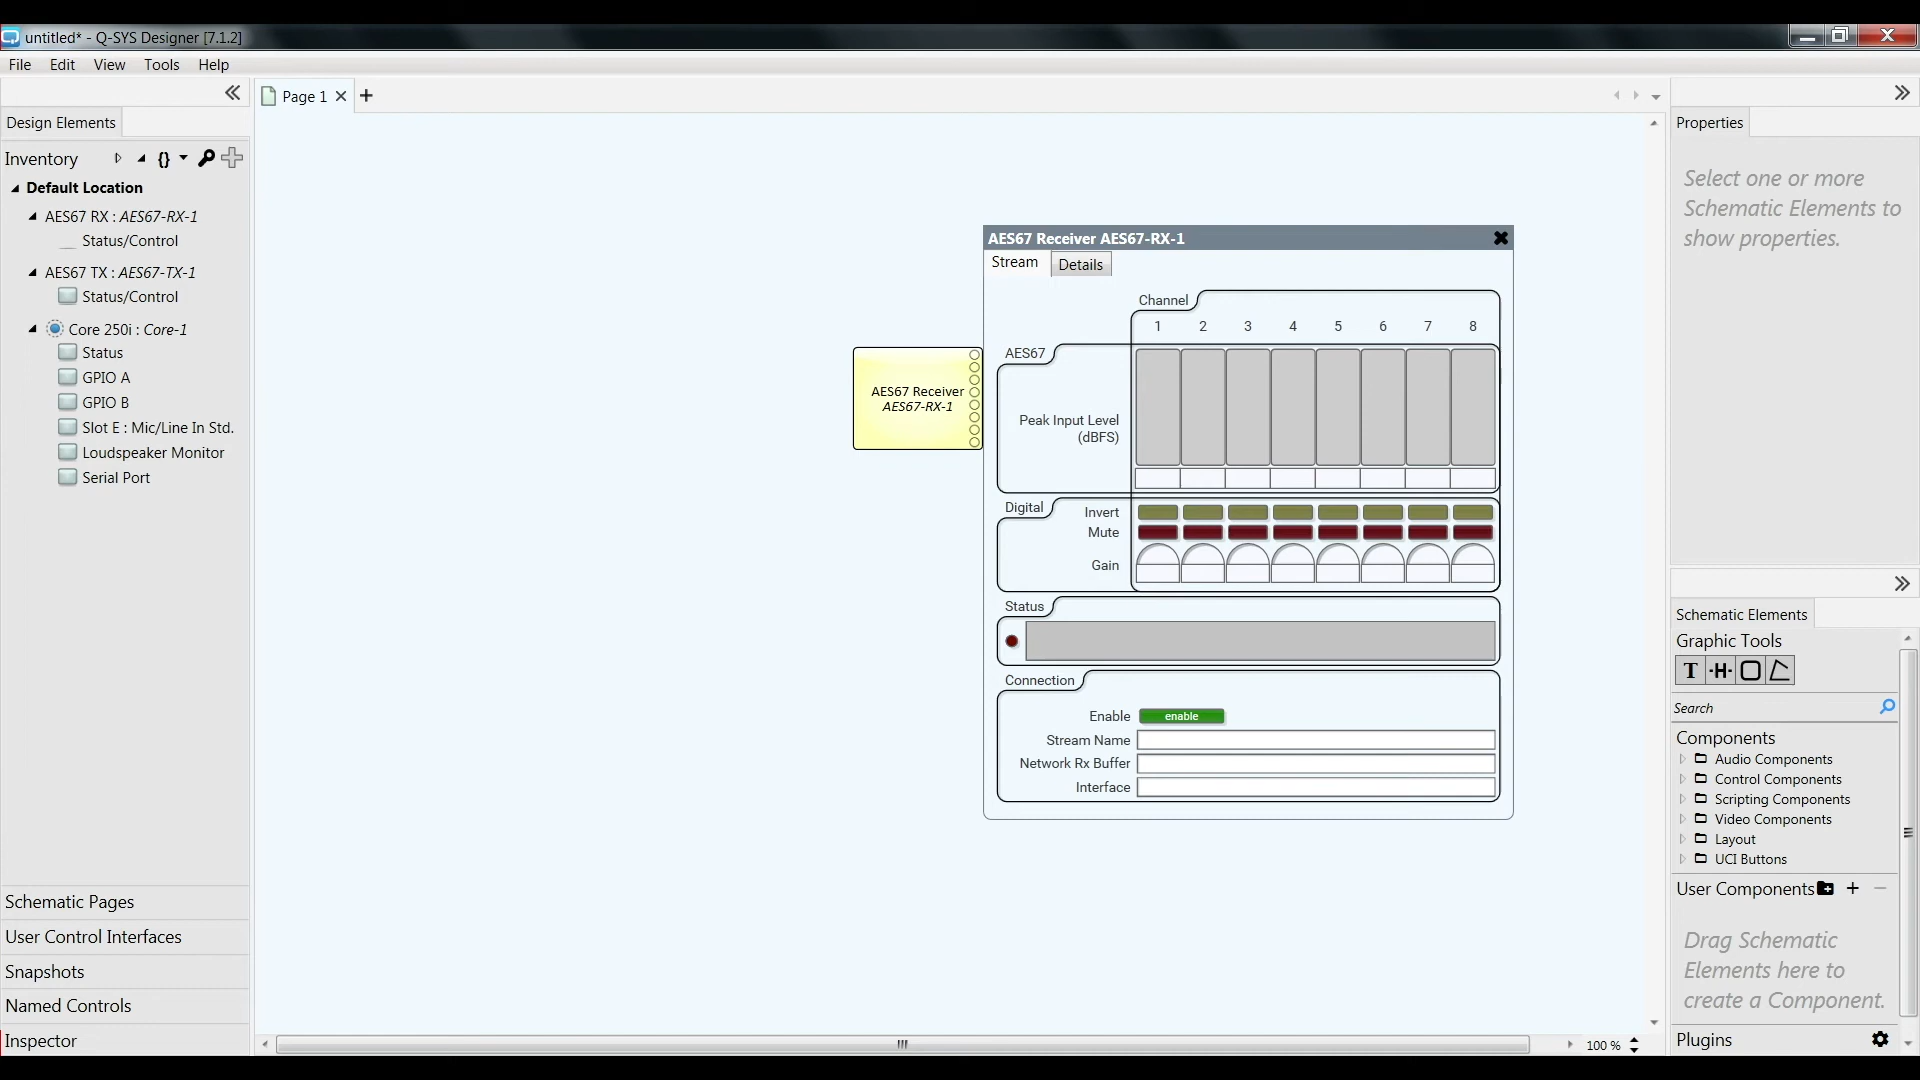 untitled* - Q-SYS Designer [7.1.2]
File Edit View Tools Help
Page 1
Design Elements
Inventory {}
Default Location
AES67 RX : AES67-RX-1
Status/Control
AES67 TX : AES67-TX-1
Status/Control
Core 250i : Core-1
Status
GPIO A
GPIO B
Slot E : Mic/Line In Std.
Loudspeaker Monitor
Serial Port
Schematic Pages
User Control Interfaces
Snapshots
Named Controls
Inspector
AES67 Receiver
AES67-RX-1
AES67 Receiver AES67-RX-1
Stream Details
Channel
1 2 3 4 5 6 7 8
AES67
Peak Input Level
(dBFS)
Digital
Invert
Mute
Gain
Status
Connection
Enable enable
Stream Name
Network Rx Buffer
Interface
100 %
Properties
Select one or more
Schematic Elements to
show properties.
Schematic Elements
Graphic Tools
T H
Search
Components
Audio Components
Control Components
Scripting Components
Video Components
Layout
UCI Buttons
User Components
Drag Schematic
Elements here to
create a Component.
Plugins